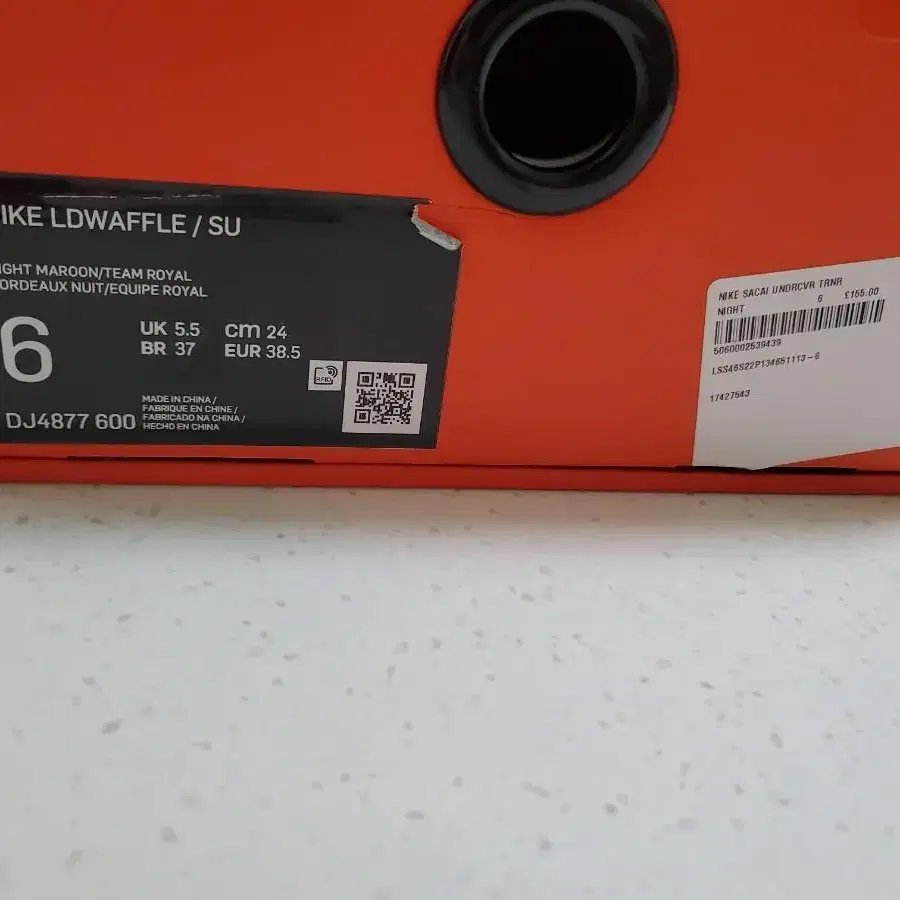 IKE LDWAFFLE / SU
IGHT MAROON/TEAM ROYAL
ORDEAUX NUIT/EQUIPE ROYAL
6
UK 5.5 cm 24
BR 37 EUR 38.5
RFID
DJ4877 600
MADE IN CHINA /
FABRIQUE EN CHINE /
FABRICADO NA CHINA /
HECHO EN CHINA
NIKE SACAI UNDRCVR TRNR
NIGHT 6 £155.00
5060002539439
LSS46S22P134651113-6
17427543